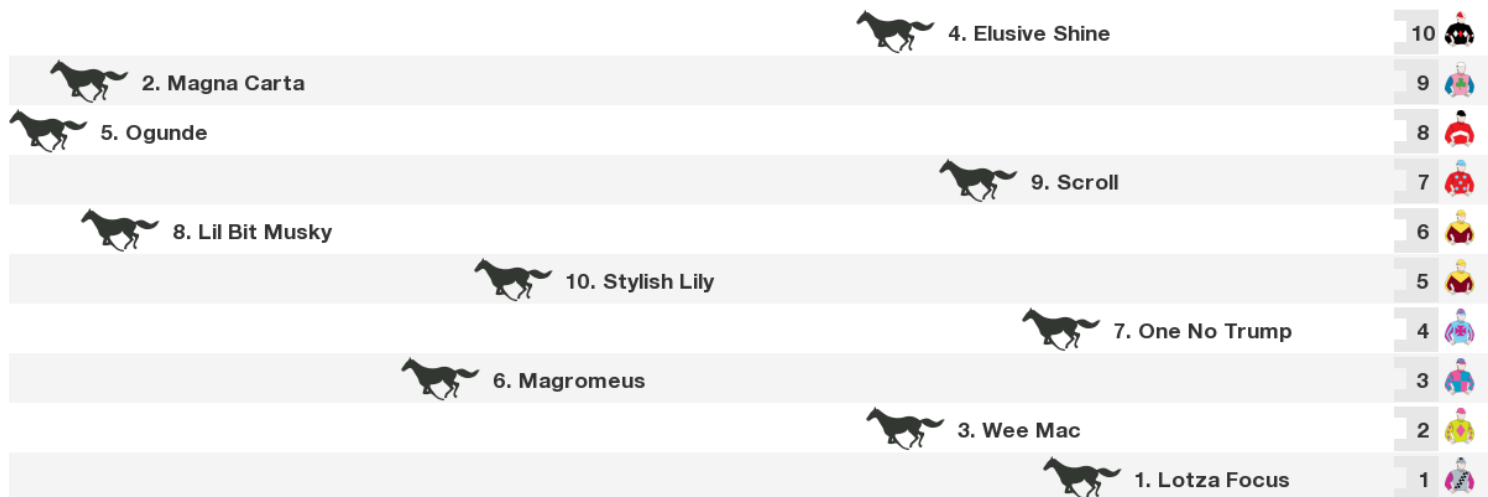 4. Elusive Shine 10
2. Magna Carta 9
5. Ogunde 8
9. Scroll 7
8. Lil Bit Musky 6
10. Stylish Lily 5
7. One No Trump 4
6. Magromeus 3
3. Wee Mac 2
1. Lotza Focus 1